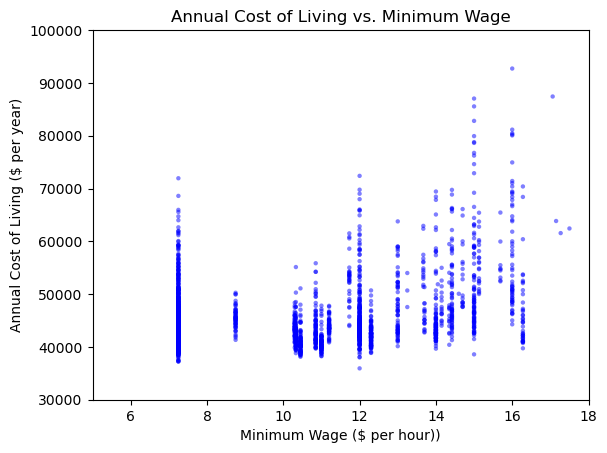 Annual Cost of Living vs. Minimum Wage
Annual Cost of Living ($ per year)
100000
90000
80000
70000
60000
50000
40000
30000
6 8 10 12 14 16 18
Minimum Wage ($ per hour))